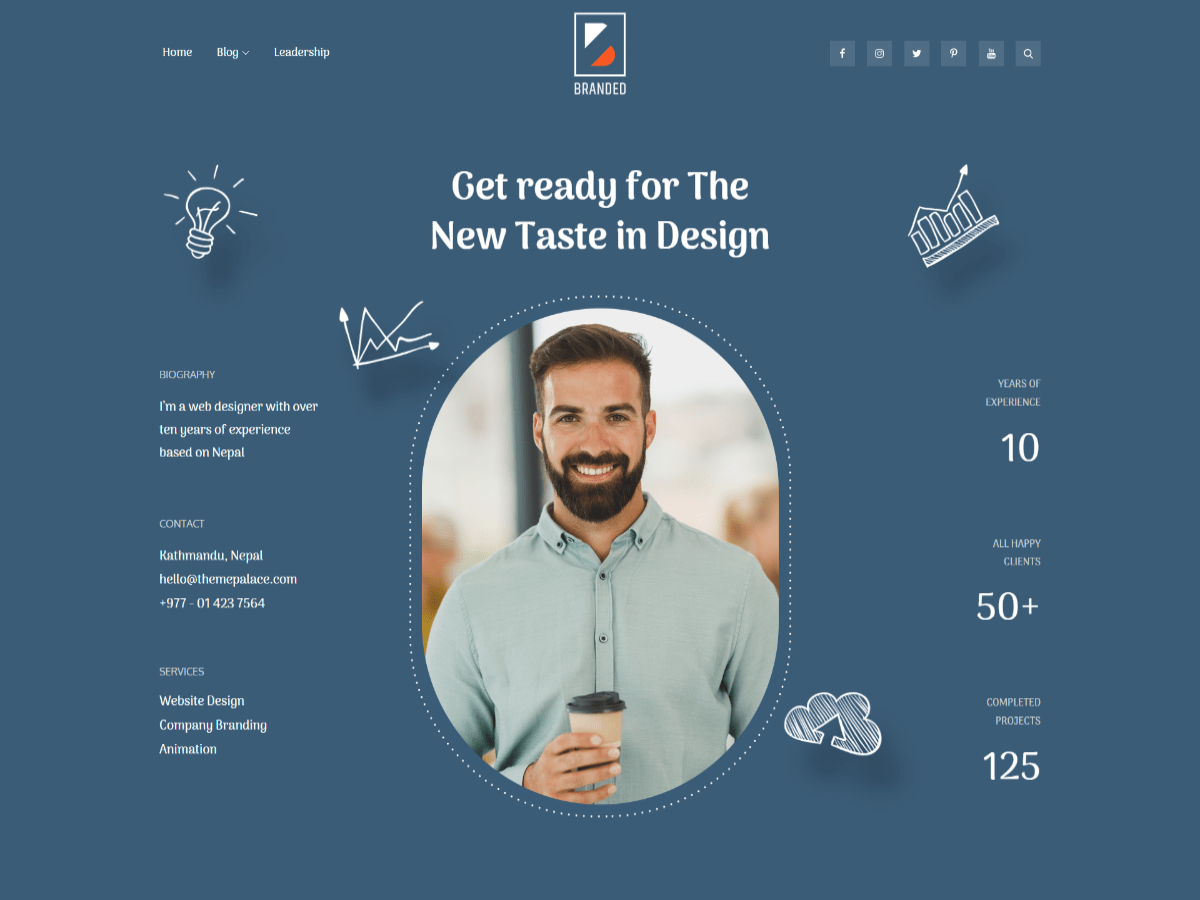 Home
Blog
Leadership
BRANDED
Get ready for The
New Taste in Design
BIOGRAPHY
I'm a web designer with over
ten years of experience
based on Nepal
CONTACT
Kathmandu, Nepal
hello@themepalace.com
+977 - 01 423 7564
SERVICES
Website Design
Company Branding
Animation
YEARS OF
EXPERIENCE
10
ALL HAPPY
CLIENTS
50+
COMPLETED
PROJECTS
125